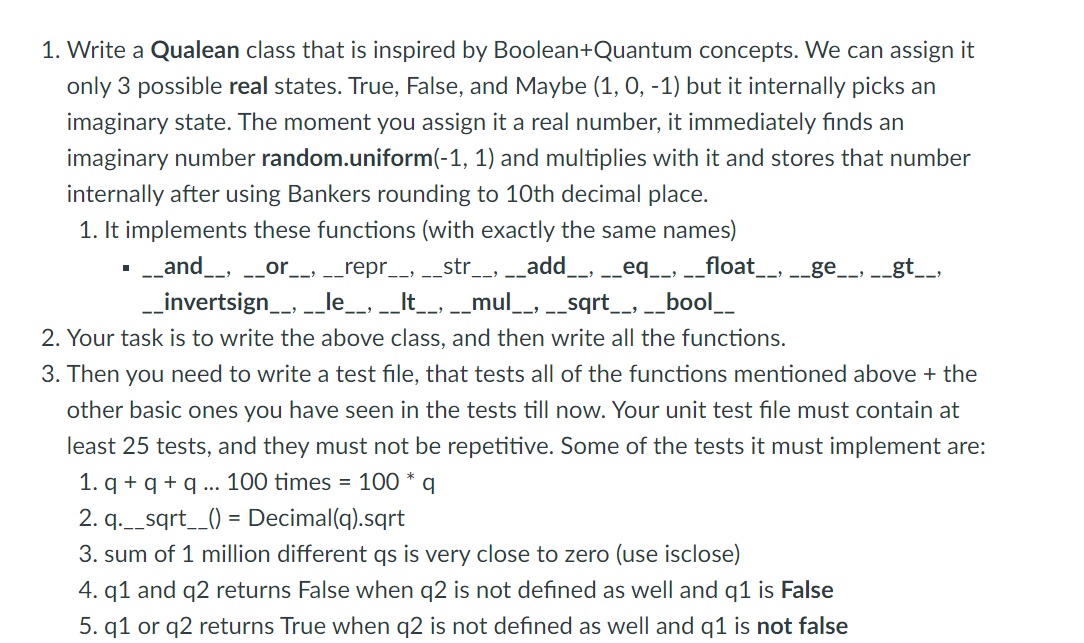 1. Write a Qualean class that is inspired by Boolean+Quantum concepts. We can assign it
only 3 possible real states. True, False, and Maybe (1, 0, -1) but it internally picks an
imaginary state. The moment you assign it a real number, it immediately finds an
imaginary number random.uniform(-1, 1) and multiplies with it and stores that number
internally after using Bankers rounding to 10th decimal place.
1. It implements these functions (with exactly the same names)
▪ __and__, __or__, __repr__, __str__, __add__, __eq__, __float__, __ge__, __gt__,
__invertsign__, __le__, __lt__, __mul__, __sqrt__, __bool__
2. Your task is to write the above class, and then write all the functions.
3. Then you need to write a test file, that tests all of the functions mentioned above + the
other basic ones you have seen in the tests till now. Your unit test file must contain at
least 25 tests, and they must not be repetitive. Some of the tests it must implement are:
1. q + q + q ... 100 times = 100 * q
2. q.__sqrt__() = Decimal(q).sqrt
3. sum of 1 million different qs is very close to zero (use isclose)
4. q1 and q2 returns False when q2 is not defined as well and q1 is False
5. q1 or q2 returns True when q2 is not defined as well and q1 is not false